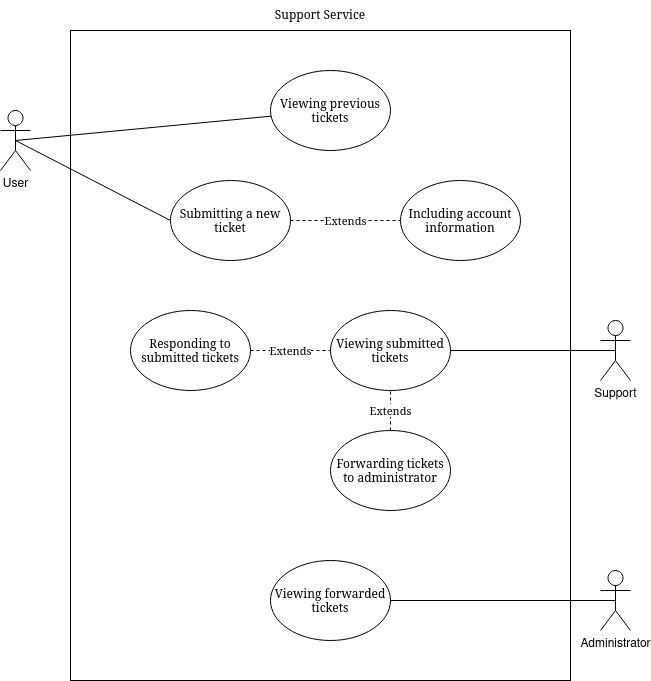 Support Service
Viewing previous
tickets
User
Submitting a new
ticket
Extends
Including account
information
Responding to
submitted tickets
Extends
Viewing submitted
tickets
Support
Extends
Forwarding tickets
to administrator
Viewing forwarded
tickets
Administrator